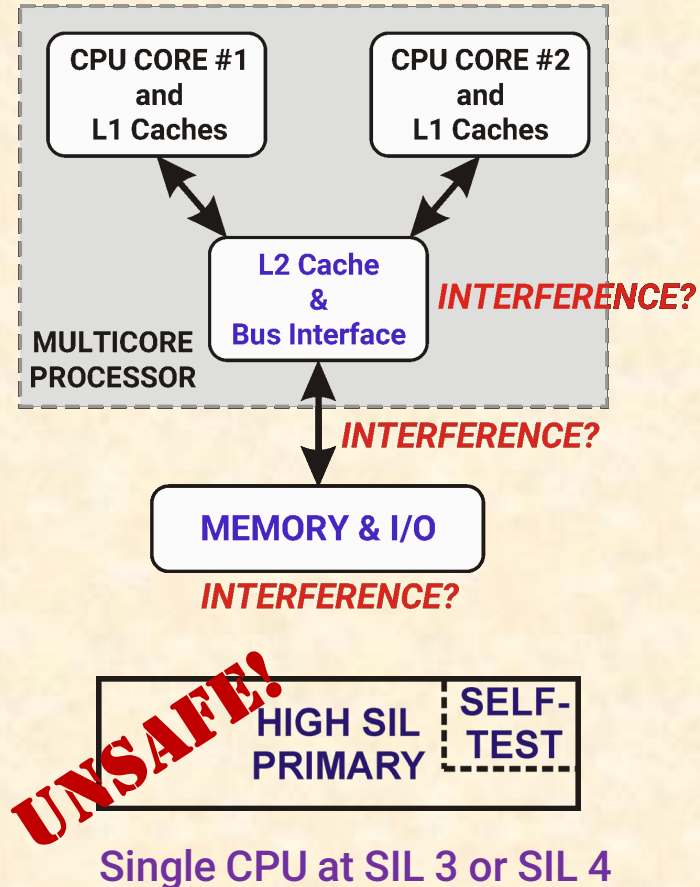 CPU CORE #1
and
L1 Caches
CPU CORE #2
and
L1 Caches
L2 Cache
&
Bus Interface
INTERFERENCE?
MULTICORE
PROCESSOR
INTERFERENCE?
MEMORY & I/O
INTERFERENCE?
UNSAFE!
HIGH SIL
PRIMARY
SELF-
TEST
Single CPU at SIL 3 or SIL 4